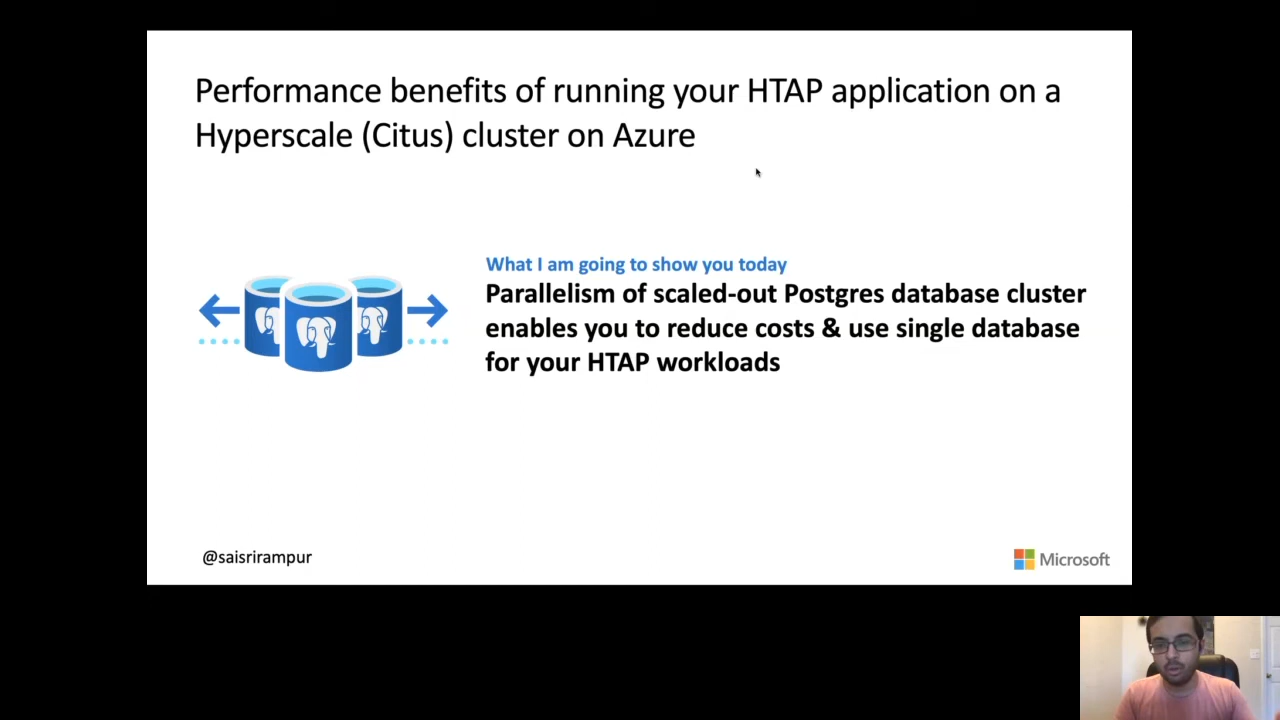 Performance benefits of running your HTAP application on a
Hyperscale (Citus) cluster on Azure
What I am going to show you today
Parallelism of scaled-out Postgres database cluster
enables you to reduce costs & use single database
for your HTAP workloads
@saisrirampur
Microsoft